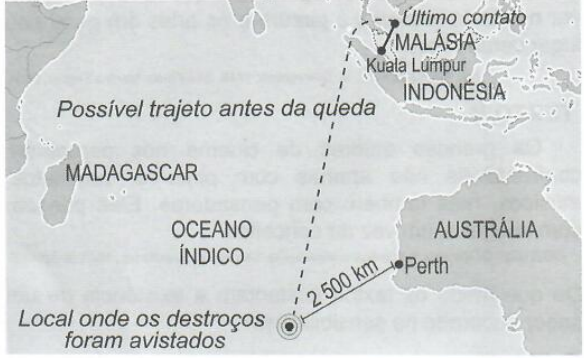 Último contato
MALÁSIA
Kuala Lumpur
INDONÉSIA
Possível trajeto antes da queda
MADAGASCAR
OCEANO
ÍNDICO
AUSTRÁLIA
Perth
2 500 km
Local onde os destroços
foram avistados